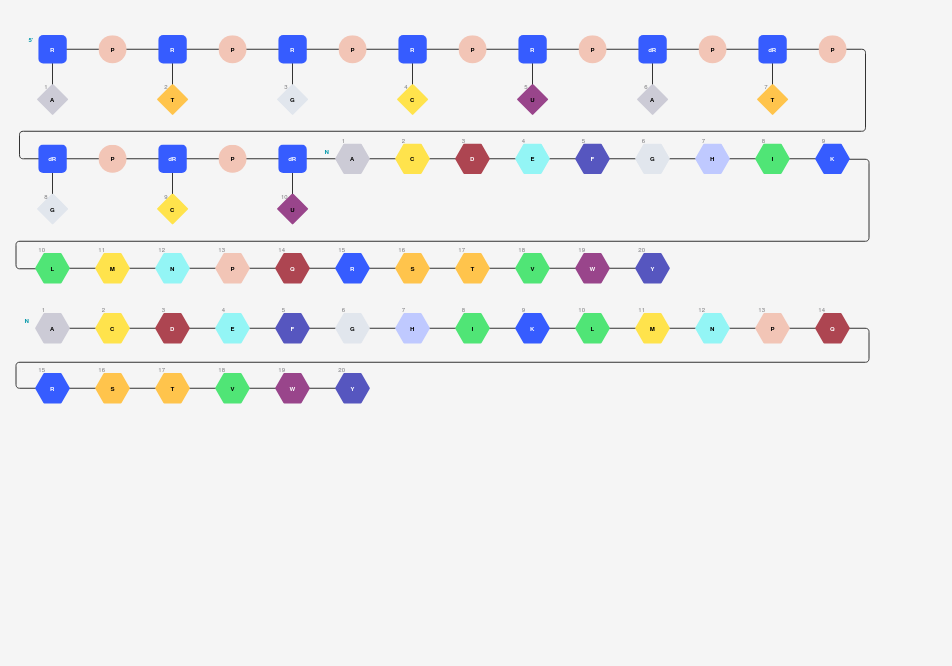 5' R P R P R P R P R P dR P dR P
1 2 3 4 5 6 7
A T G C U A T
dR P dR P dR N A C D E F G H I K
1 2 3 4 5 6 7 8 9
8 9 10
G C U
10 11 12 13 14 15 16 17 18 19 20
L M N P Q R S T V W Y
1 2 3 4 5 6 7 8 9 10 11 12 13 14
N A C D E F G H I K L M N P Q
15 16 17 18 19 20
R S T V W Y